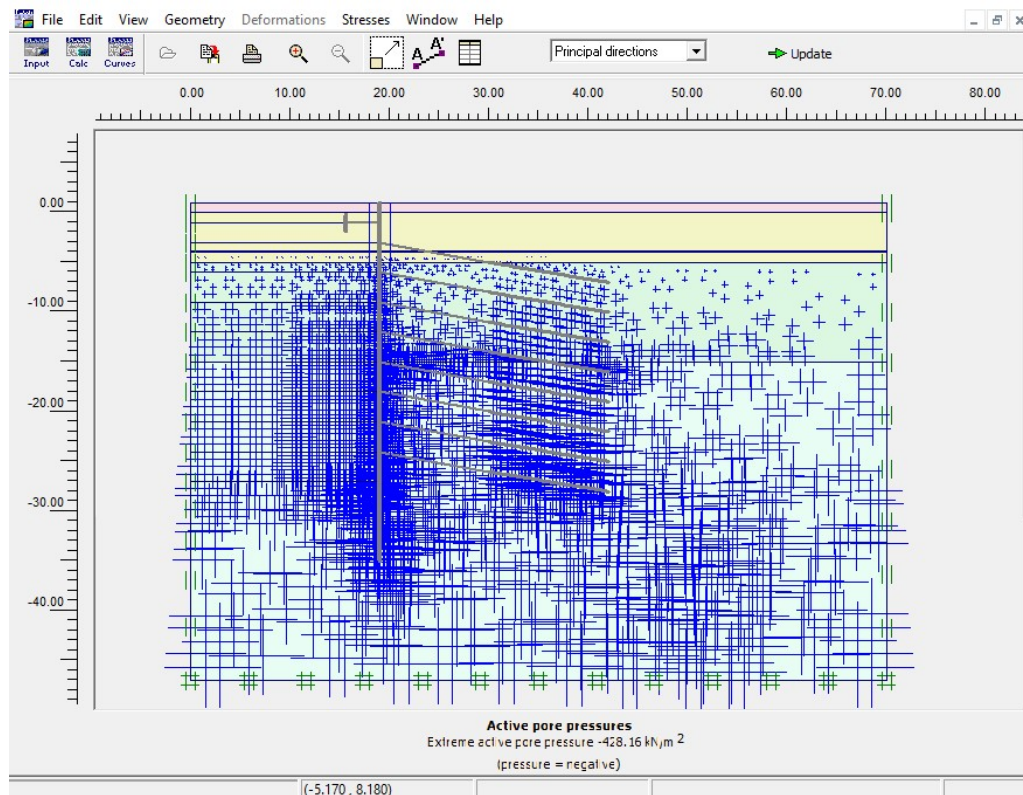 File Edit View Geometry Deformations Stresses Window Help
Input Calc Curves A A* Principal directions Update
0.00 10.00 20.00 30.00 40.00 50.00 60.00 70.00 80.00
0.00
-10.00
-20.00
-30.00
-40.00
Active pore pressures
Extreme active pore pressure -428.16 kN/m 2
(pressure = negative)
(-5.170 , 8.180)